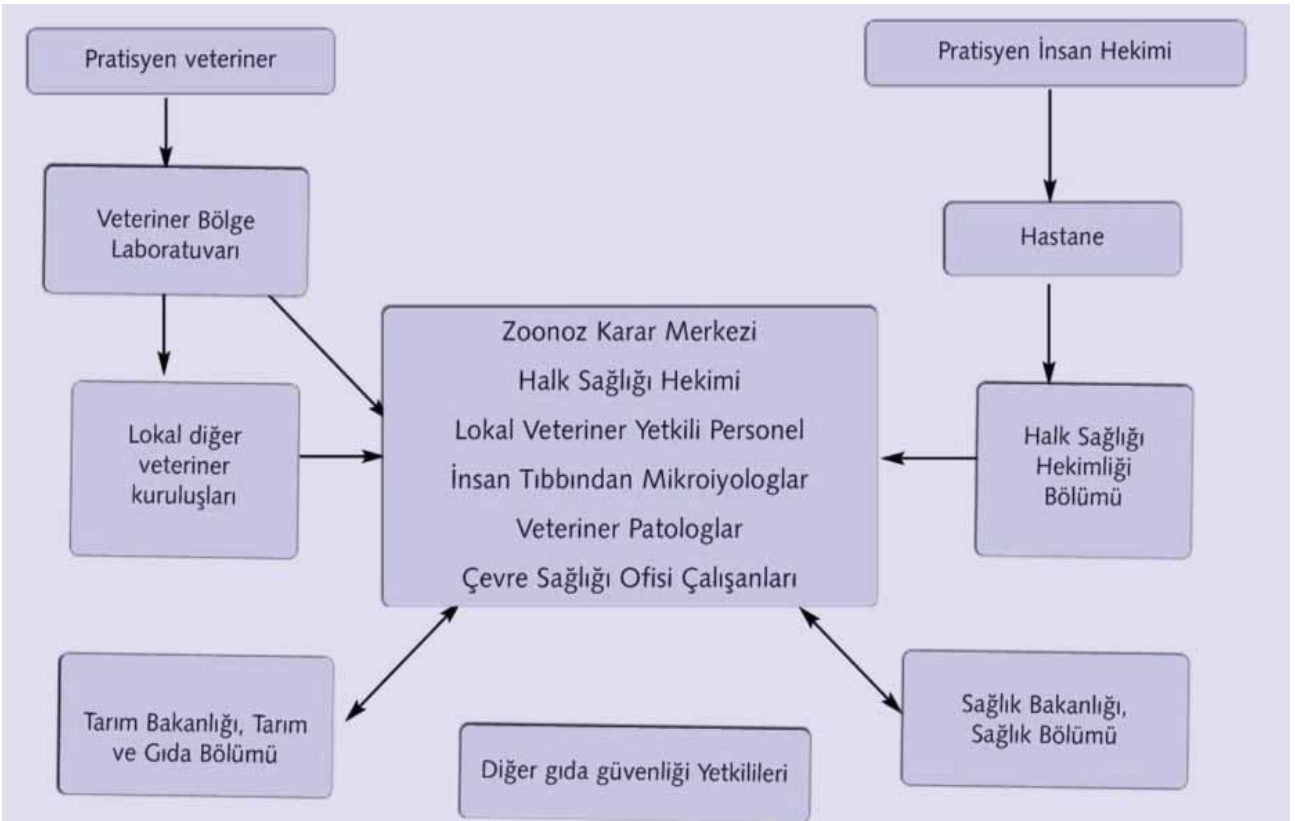 Pratisyen veteriner
Pratisyen İnsan Hekimi
Veteriner Bölge
Laboratuvarı
Hastane
Zoonoz Karar Merkezi
Halk Sağlığı Hekimi
Lokal Veteriner Yetkili Personel
İnsan Tıbbından Mikroiyologlar
Veteriner Patologlar
Çevre Sağlığı Ofisi Çalışanları
Lokal diğer
veteriner
kuruluşları
Halk Sağlığı
Hekimliği
Bölümü
Tarım Bakanlığı, Tarım
ve Gıda Bölümü
Diğer gıda güvenliği Yetkilileri
Sağlık Bakanlığı,
Sağlık Bölümü